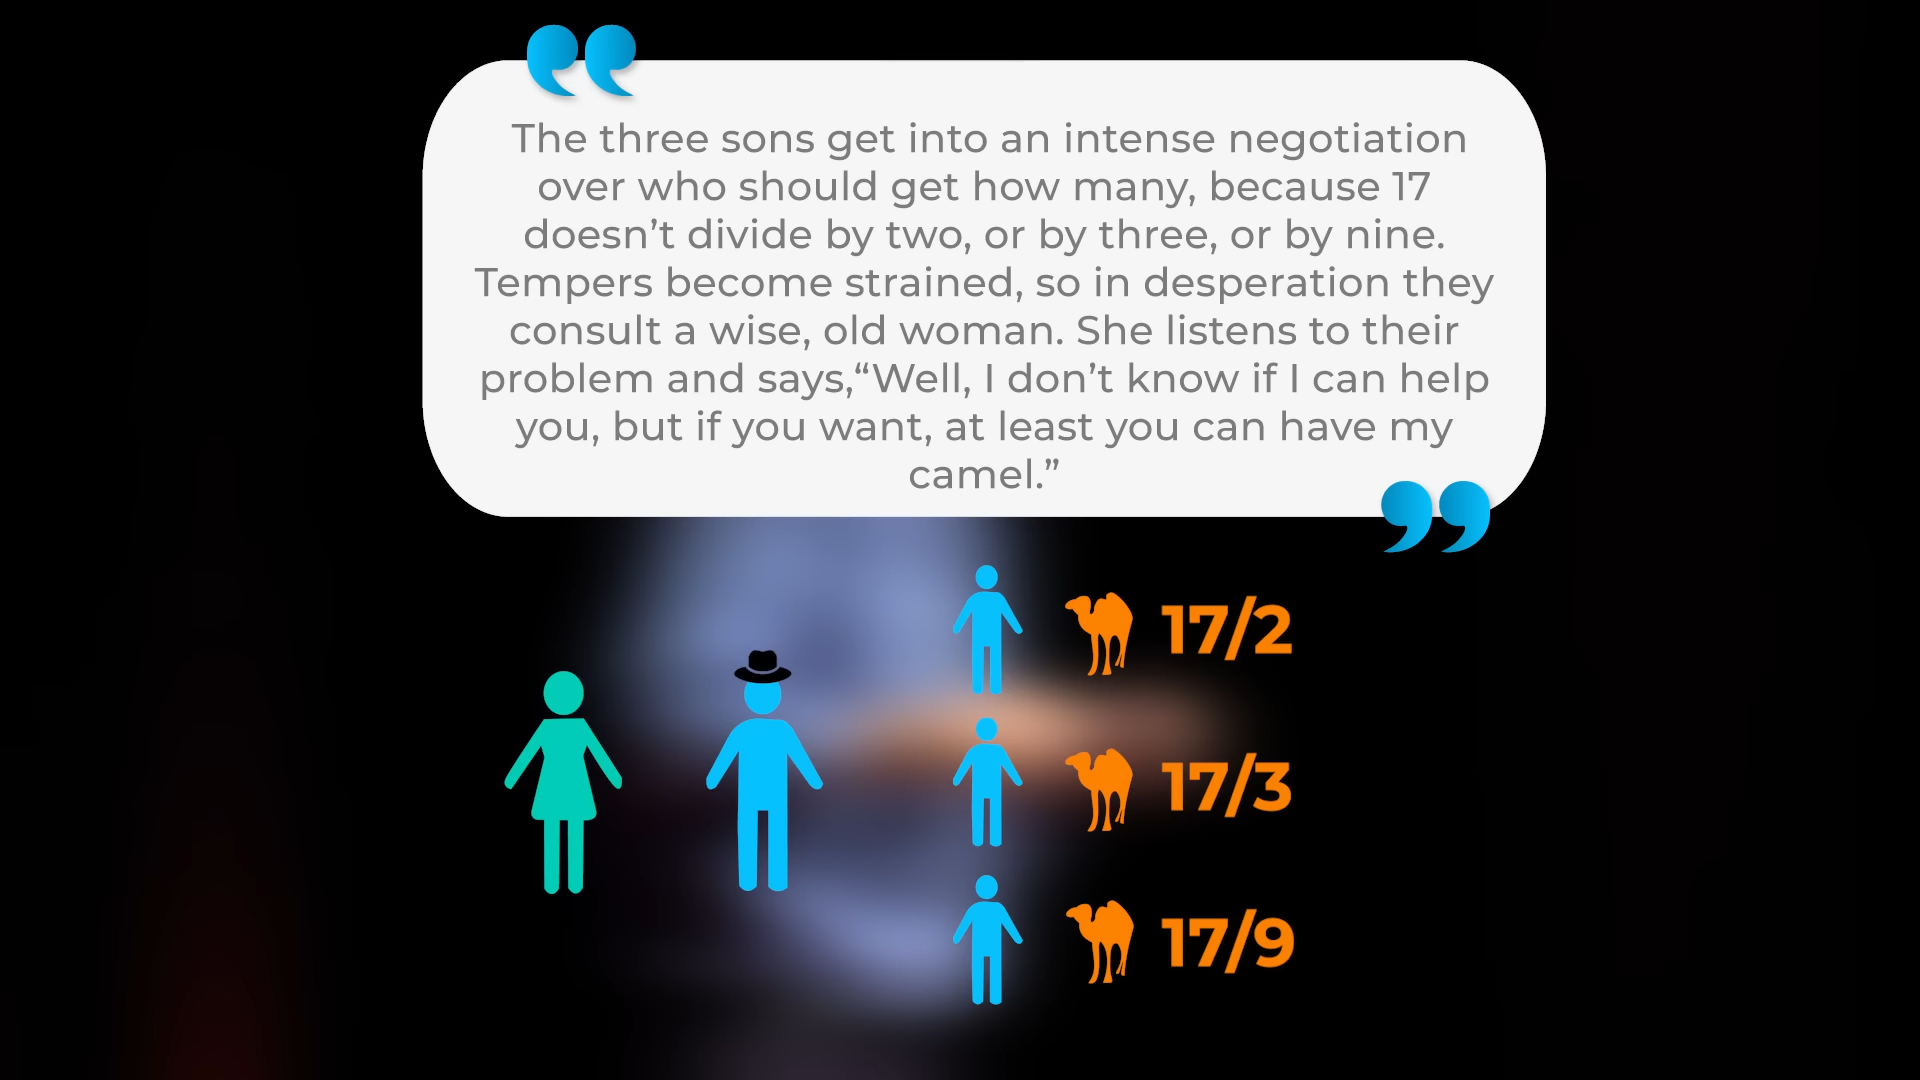 The three sons get into an intense negotiation
over who should get how many, because 17
doesn’t divide by two, or by three, or by nine.
Tempers become strained, so in desperation they
consult a wise, old woman. She listens to their
problem and says,“Well, I don’t know if I can help
you, but if you want, at least you can have my
camel.”
17/2
17/3
17/9